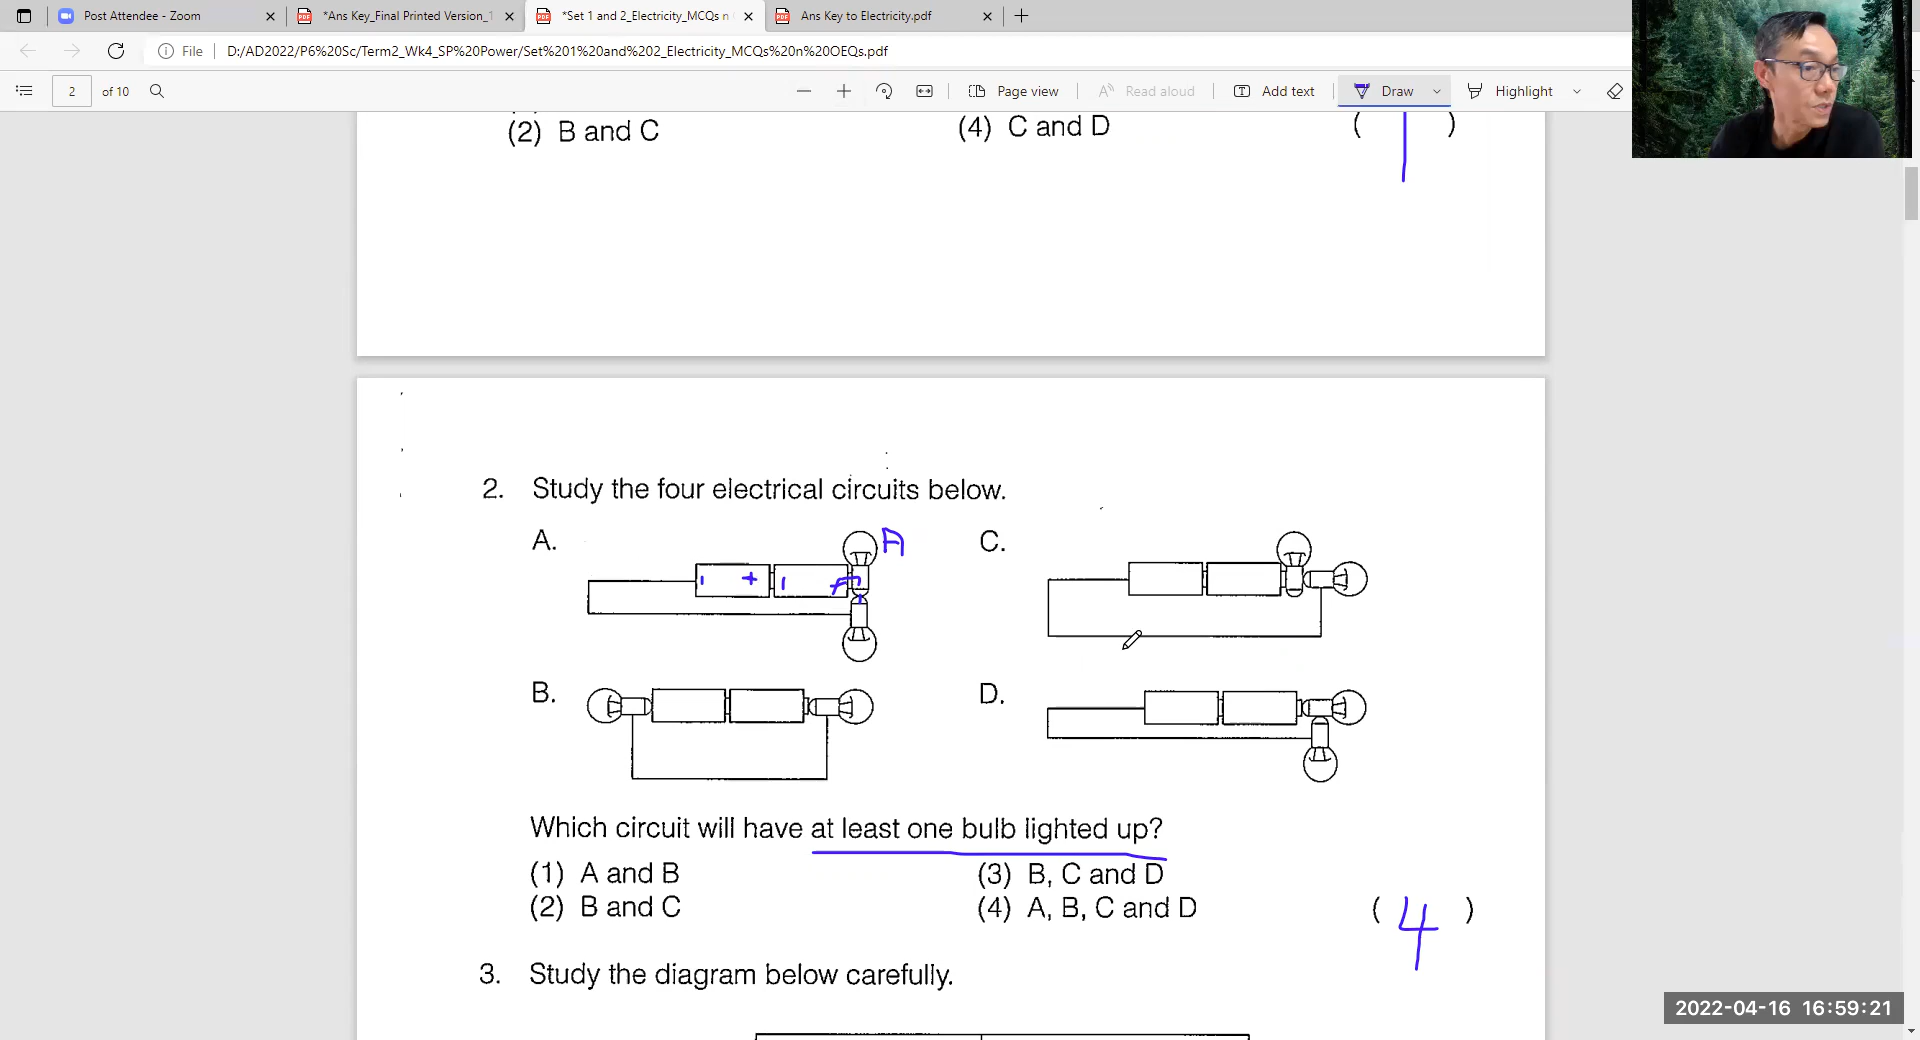 Post Attendee - Zoom
*Ans Key_Final Printed Version_1
*Set 1 and 2_Electricity_MCQs n
Ans Key to Electricity.pdf
File
D:/AD2022/P6%20Sc/Term2_Wk4_SP%20Power/Set%201%20and%202_Electricity_MCQs%20n%20OEQs.pdf
2 of 10
Page view
Read aloud
Add text
Draw
Highlight
(2) B and C
(4) C and D
( 1 )
2. Study the four electrical circuits below.
A.
A
- + - +
C.
B.
D.
Which circuit will have at least one bulb lighted up?
(1) A and B
(3) B, C and D
(2) B and C
(4) A, B, C and D
( 4 )
3. Study the diagram below carefully.
2022-04-16 16:59:21